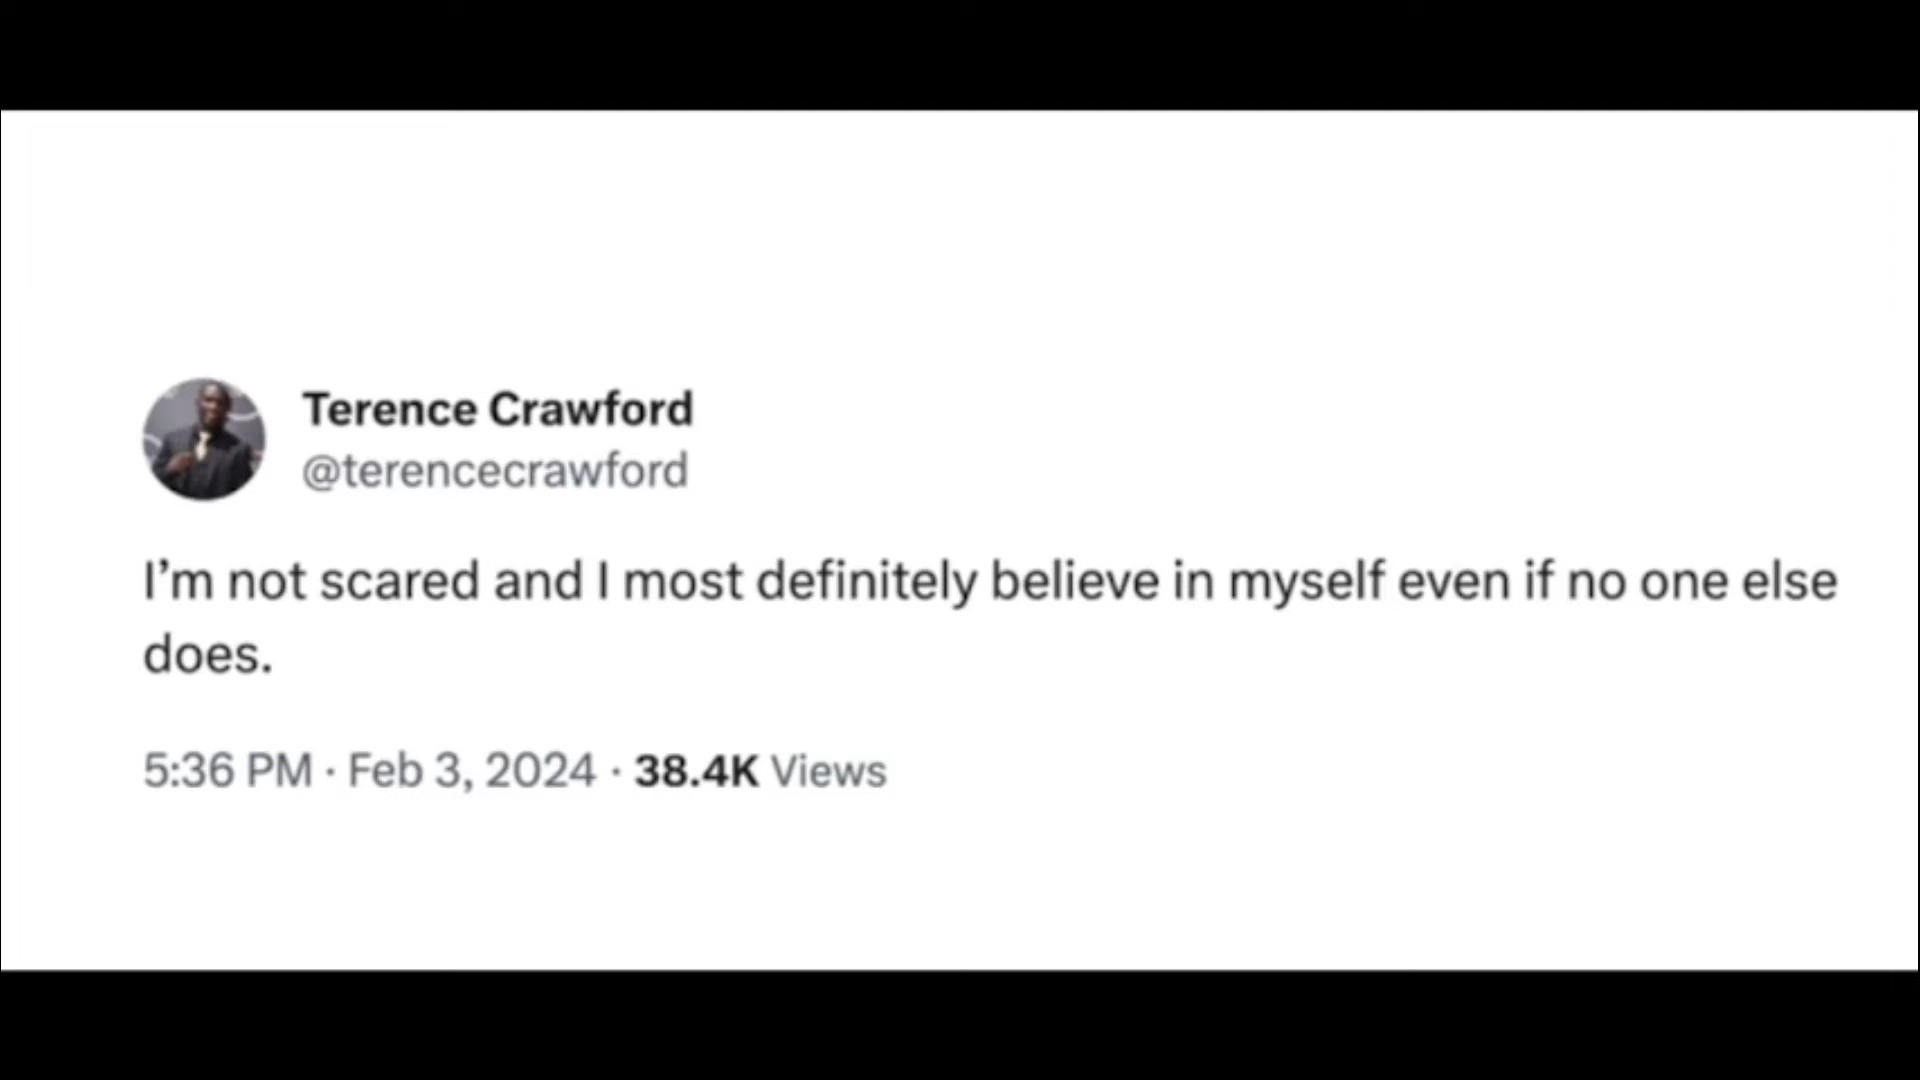 Terence Crawford
@terencecrawford
I’m not scared and I most definitely believe in myself even if no one else
does.
5:36 PM · Feb 3, 2024 · 38.4K Views